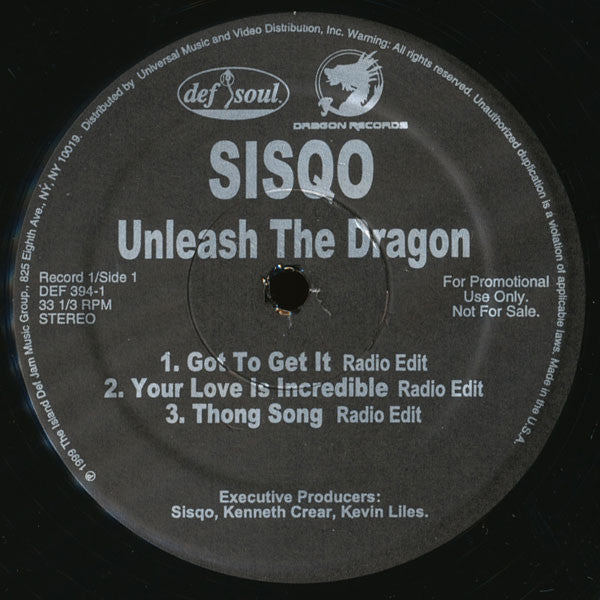 def soul.
DRAGON RECORDS
SISQO
Unleash The Dragon
Record 1/Side 1
DEF 394-1
33 1/3 RPM
STEREO
For Promotional
Use Only.
Not For Sale.
1. Got To Get It Radio Edit
2. Your Love Is Incredible Radio Edit
3. Thong Song Radio Edit
Executive Producers:
Sisqo, Kenneth Crear, Kevin Liles.
℗ 1999 The Island Def Jam Music Group, 825 Eighth Ave., NY, NY 10019. Distributed by Universal Music and Video Distribution, Inc. Warning: All rights reserved. Unauthorized duplication is a violation of applicable laws. Made in the U.S.A.